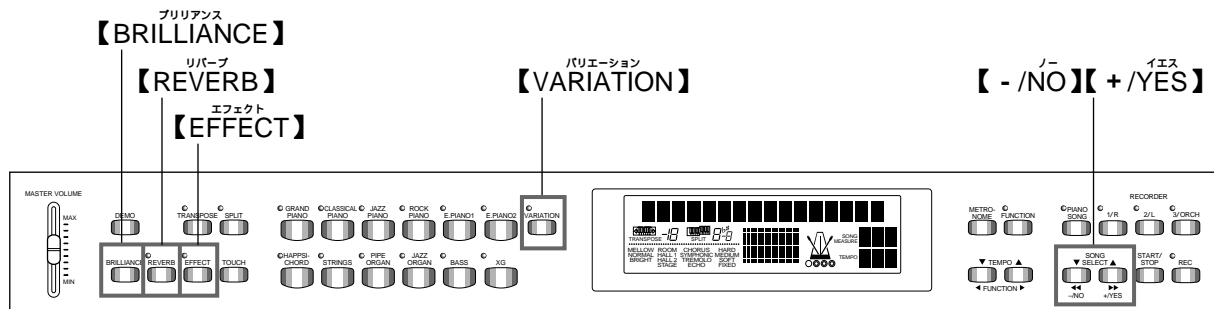 ブリリアンス
【BRILLIANCE】
リバーブ
【REVERB】
エフェクト
【EFFECT】
バリエーション
【VARIATION】
ノー イエス
【 - /NO】【 + /YES】
MASTER VOLUME
MAX
MIN
DEMO
TRANSPOSE SPLIT
BRILLIANCE REVERB EFFECT TOUCH
GRAND PIANO
CLASSICAL PIANO
JAZZ PIANO
ROCK PIANO
E.PIANO1
E.PIANO2
VARIATION
HARPSI-
CHORD
STRINGS
PIPE ORGAN
JAZZ ORGAN
BASS
XG
TRANSPOSE
SPLIT
SONG
MEASURE
TEMPO
MELLOW ROOM CHORUS HARD
NORMAL HALL 1 SYMPHONIC MEDIUM
BRIGHT HALL 2 TREMOLO SOFT
STAGE ECHO FIXED
METRO-
NOME
FUNCTION
▼ TEMPO ▲
◀ FUNCTION ▶
RECORDER
PIANO SONG
1/R
2/L
3/ORCH
SONG
▼ SELECT ▲
◀◀ ▶▶
–/NO +/YES
START/
STOP
REC